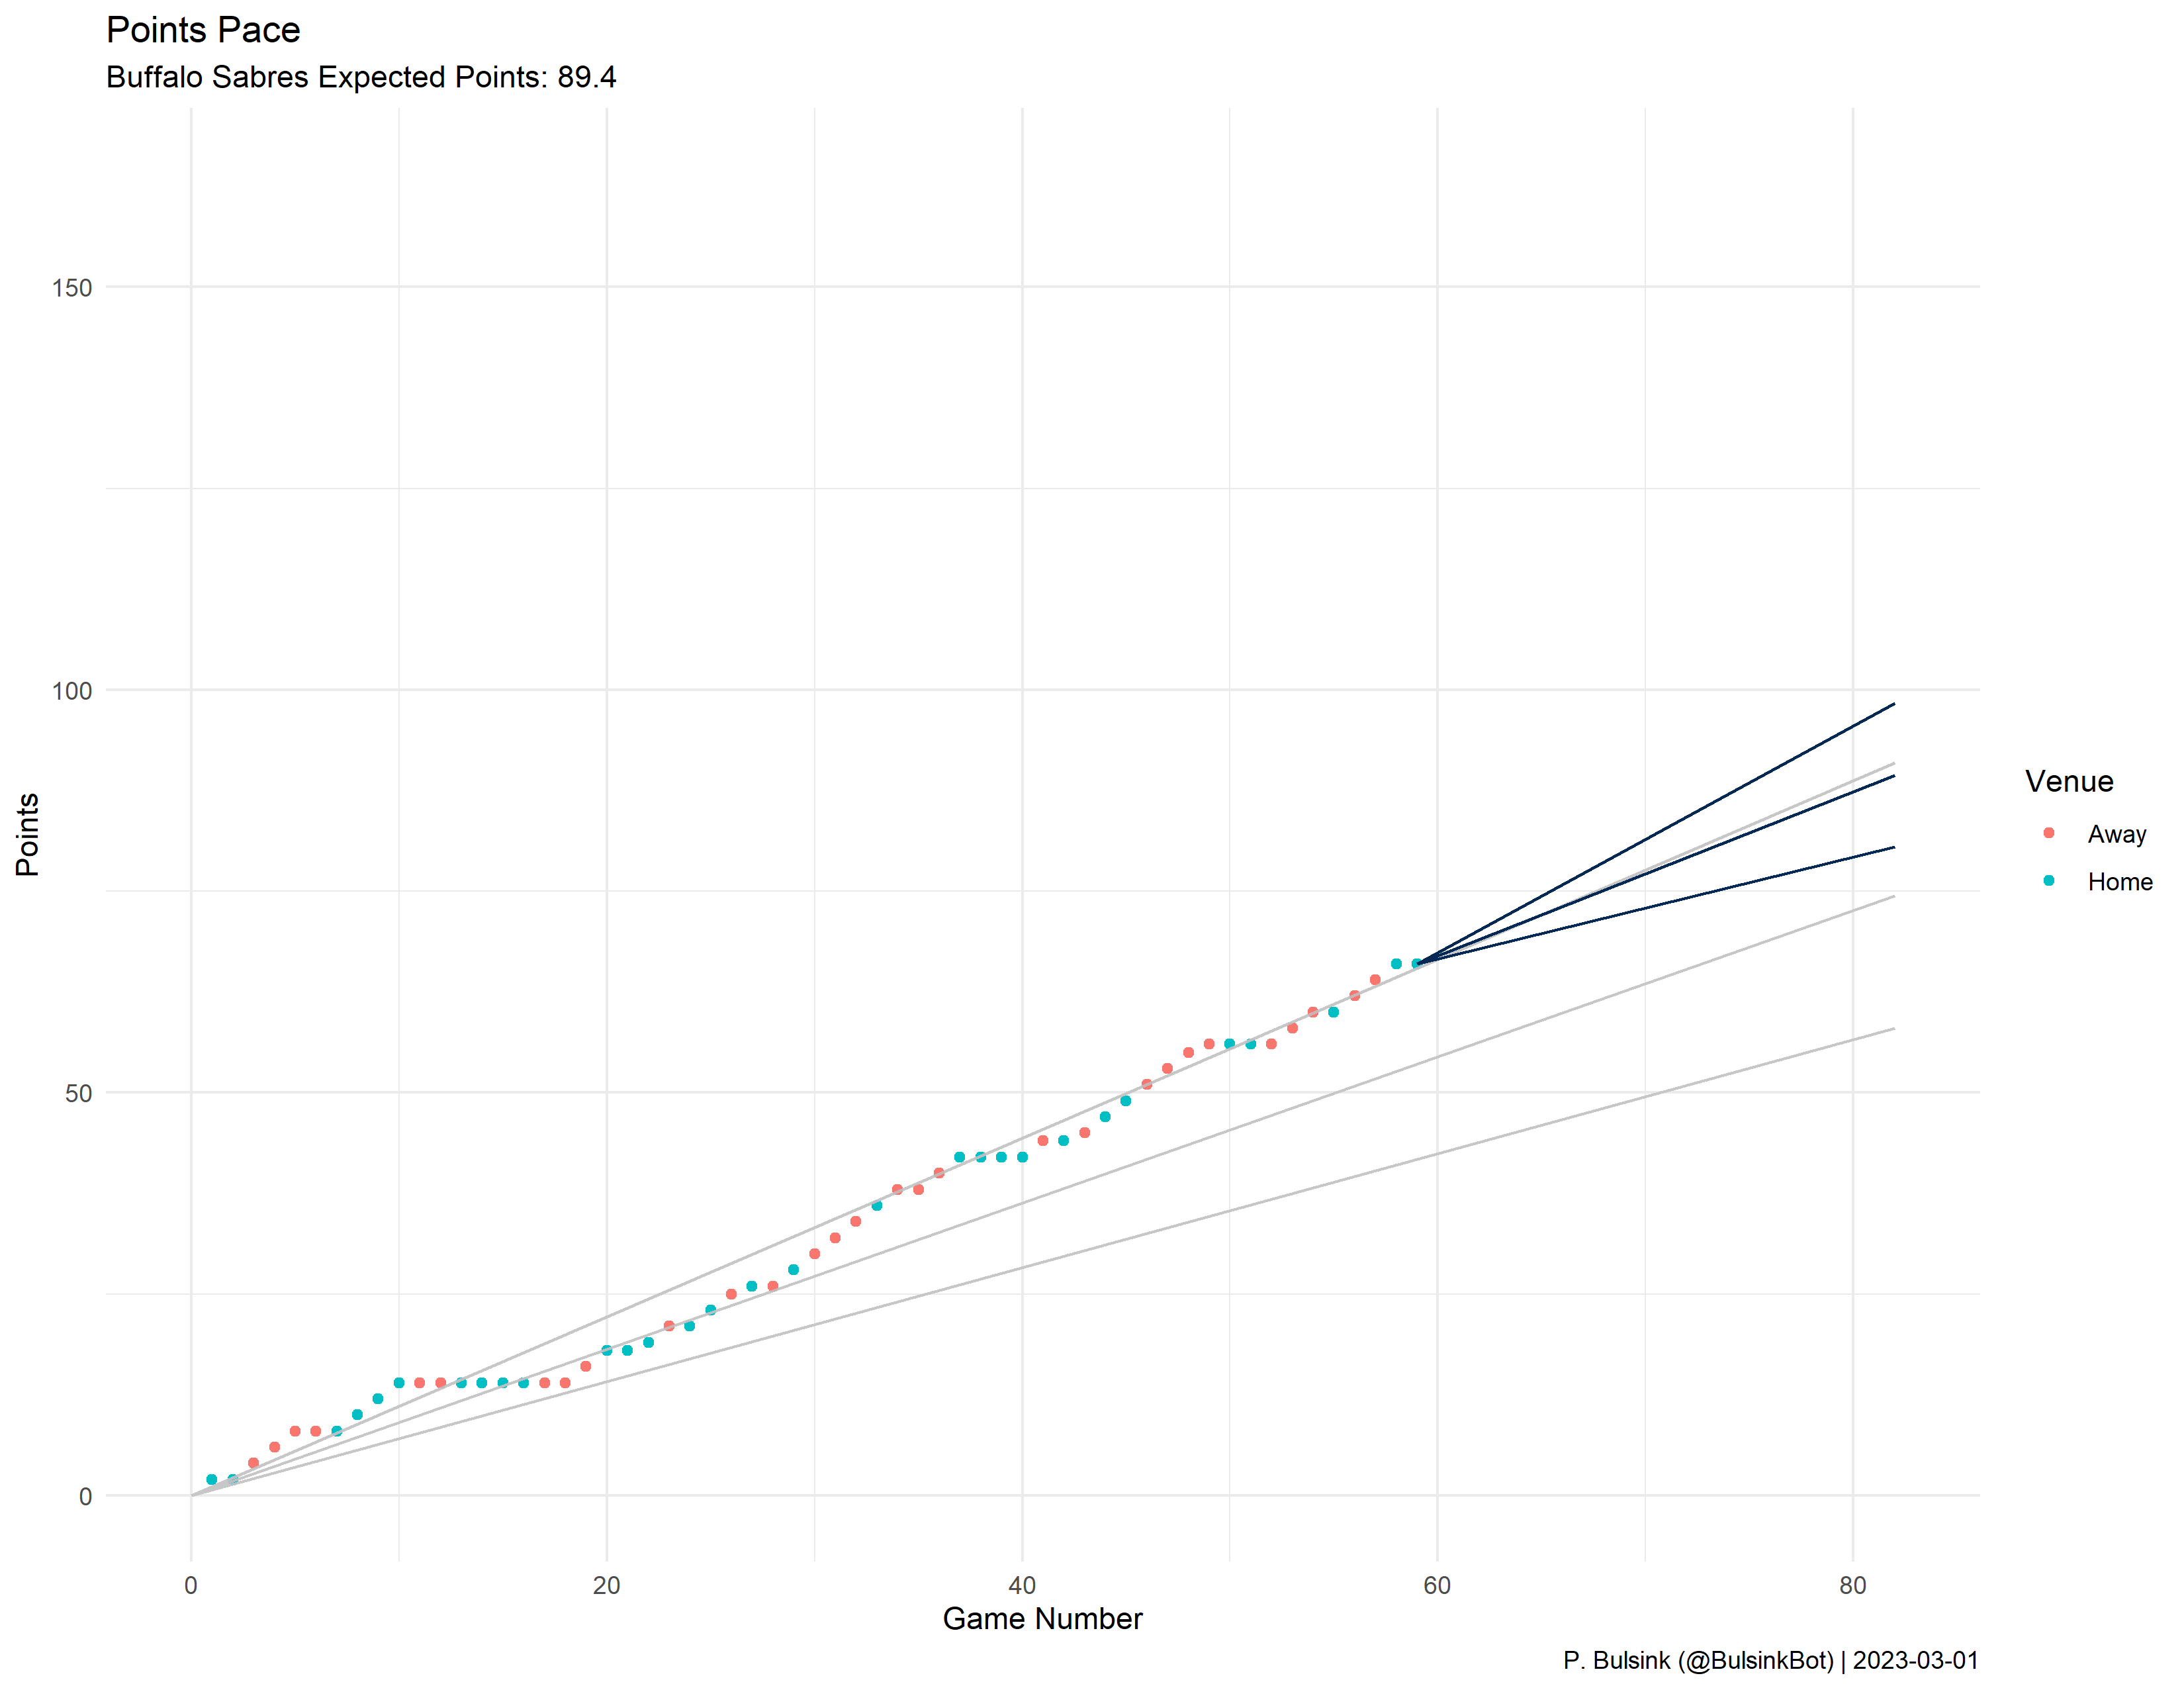 Points Pace
Buffalo Sabres Expected Points: 89.4
150
100
50
0
Points
0 20 40 60 80
Game Number
Venue
Away
Home
P. Bulsink (@BulsinkBot) | 2023-03-01